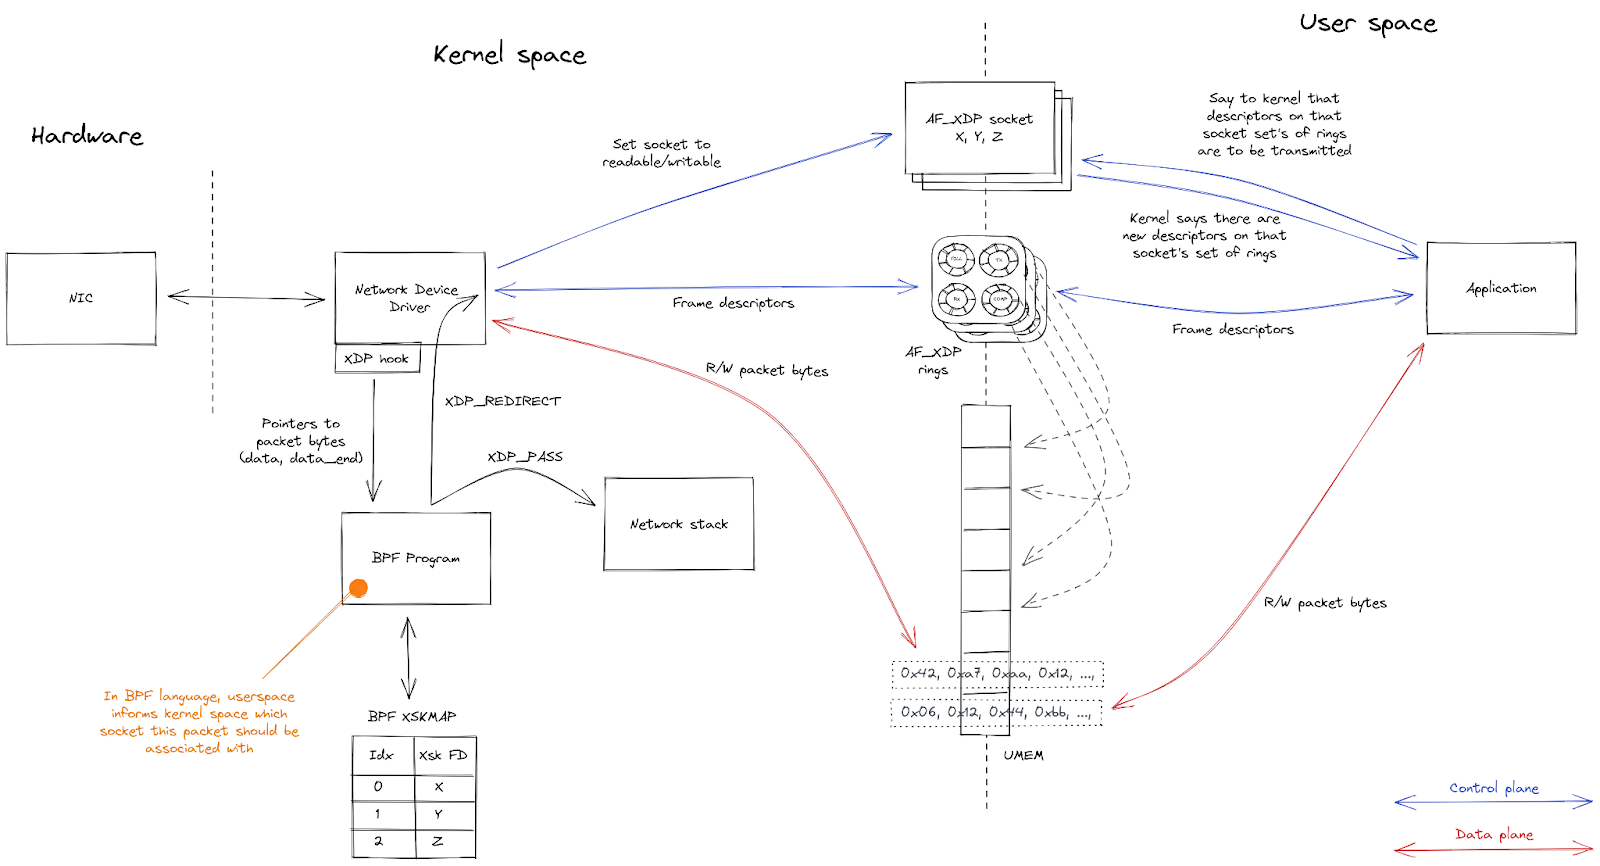 User space
Kernel space
Hardware
AF_XDP socket
X, Y, Z
Say to kernel that
descriptors on that
socket set's of rings
are to be transmitted
Set socket to
readable/writable
Kernel says there are
new descriptors on that
socket's set of rings
NIC
Network Device
Driver
XDP hook
Frame descriptors
FILL
TX
RX
COMP
AF_XDP
rings
Frame descriptors
Application
R/W packet bytes
XDP_REDIRECT
Pointers to
packet bytes
(data, data_end)
XDP_PASS
Network stack
BPF Program
R/W packet bytes
In BPF language, userspace
informs kernel space which
socket this packet should be
associated with
0x42, 0xa7, 0xaa, 0x12, ...,
0x06, 0x12, 0x44, 0xbb, ...,
UMEM
BPF XSKMAP
Idx Xsk FD
0 X
1 Y
2 Z
Control plane
Data plane